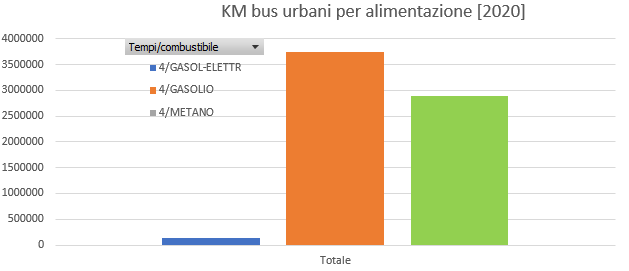 KM bus urbani per alimentazione [2020]
4000000
Tempi/combustibile
3500000
4/GASOL-ELETTR
3000000
4/GASOLIO
2500000
4/METANO
2000000
1500000
1000000
500000
0
Totale